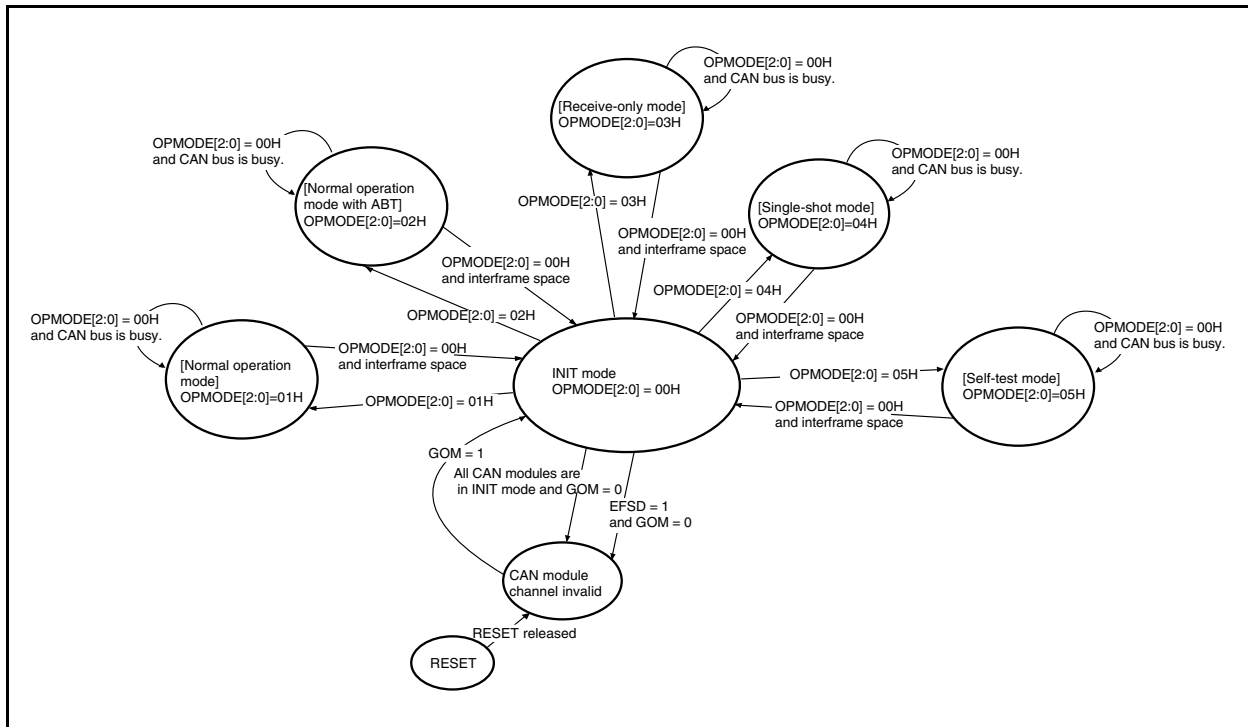 OPMODE[2:0] = 00H
and CAN bus is busy.
[Receive-only mode]
OPMODE[2:0]=03H
OPMODE[2:0] = 00H
and CAN bus is busy.
[Normal operation
mode with ABT]
OPMODE[2:0]=02H
OPMODE[2:0] = 00H
and CAN bus is busy.
[Single-shot mode]
OPMODE[2:0]=04H
OPMODE[2:0] = 03H
OPMODE[2:0] = 00H
and interframe space
OPMODE[2:0] = 00H
and interframe space
OPMODE[2:0] = 04H
OPMODE[2:0] = 02H
OPMODE[2:0] = 00H
and interframe space
OPMODE[2:0] = 00H
and CAN bus is busy.
[Normal operation
mode]
OPMODE[2:0]=01H
OPMODE[2:0] = 00H
and interframe space
OPMODE[2:0] = 01H
INIT mode
OPMODE[2:0] = 00H
OPMODE[2:0] = 05H
OPMODE[2:0] = 00H
and interframe space
OPMODE[2:0] = 00H
and CAN bus is busy.
[Self-test mode]
OPMODE[2:0]=05H
GOM = 1
All CAN modules are
in INIT mode and GOM = 0
EFSD = 1
and GOM = 0
CAN module
channel invalid
RESET released
RESET